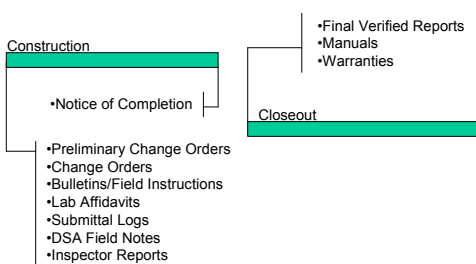 Construction
•Notice of Completion
•Preliminary Change Orders
•Change Orders
•Bulletins/Field Instructions
•Lab Affidavits
•Submittal Logs
•DSA Field Notes
•Inspector Reports
•Final Verified Reports
•Manuals
•Warranties
Closeout